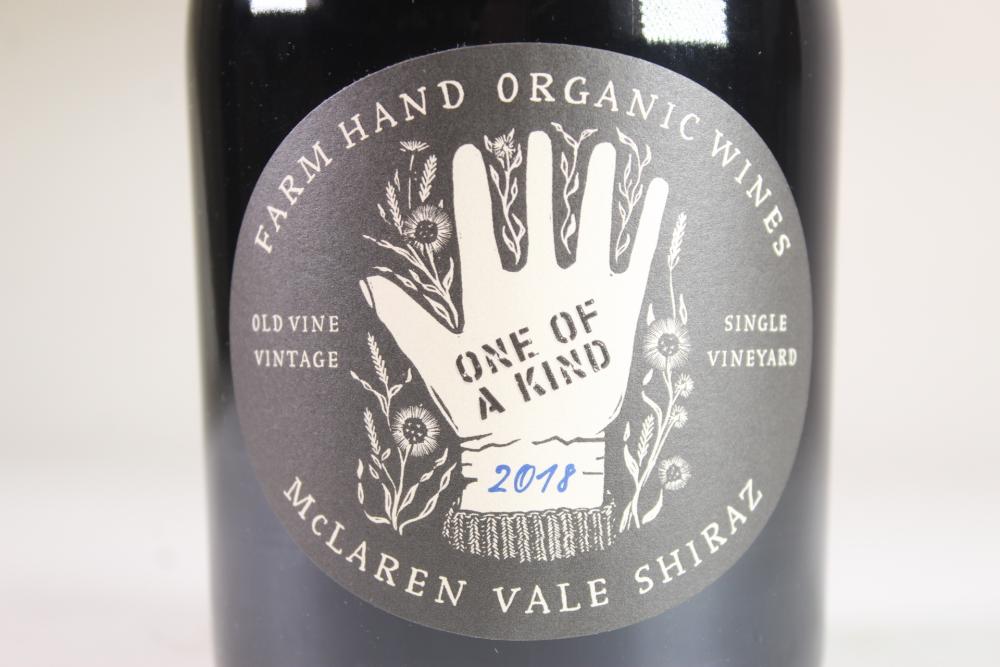 FARM HAND ORGANIC WINES
OLD VINE
VINTAGE
SINGLE
VINEYARD
ONE OF
A KIND
2018
McLAREN VALE SHIRAZ